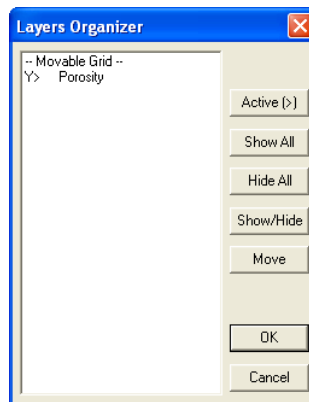 Layers Organizer
-- Movable Grid --
Y> Porosity
Active (>)
Show All
Hide All
Show/Hide
Move
OK
Cancel